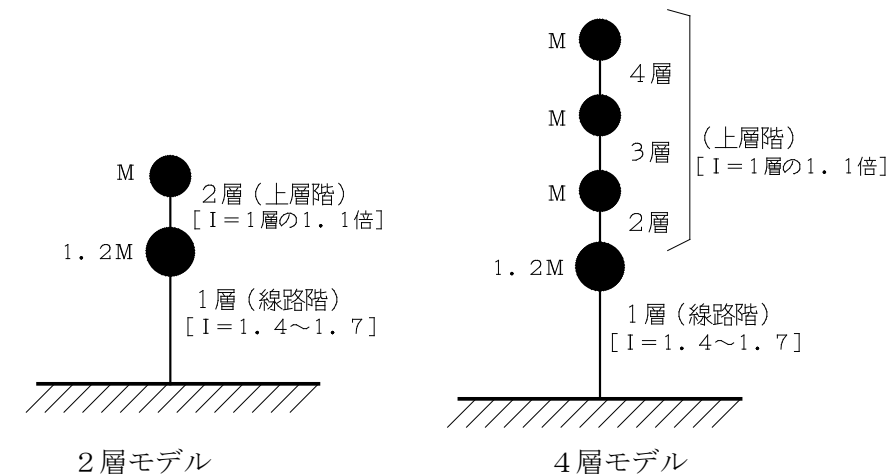 M
2層(上層階)
[I=1層の1.1倍]
1.2M
1層(線路階)
[I=1.4~1.7]
2層モデル
M
4層
M
3層
(上層階)
[I=1層の1.1倍]
M
2層
1.2M
1層(線路階)
[I=1.4~1.7]
4層モデル